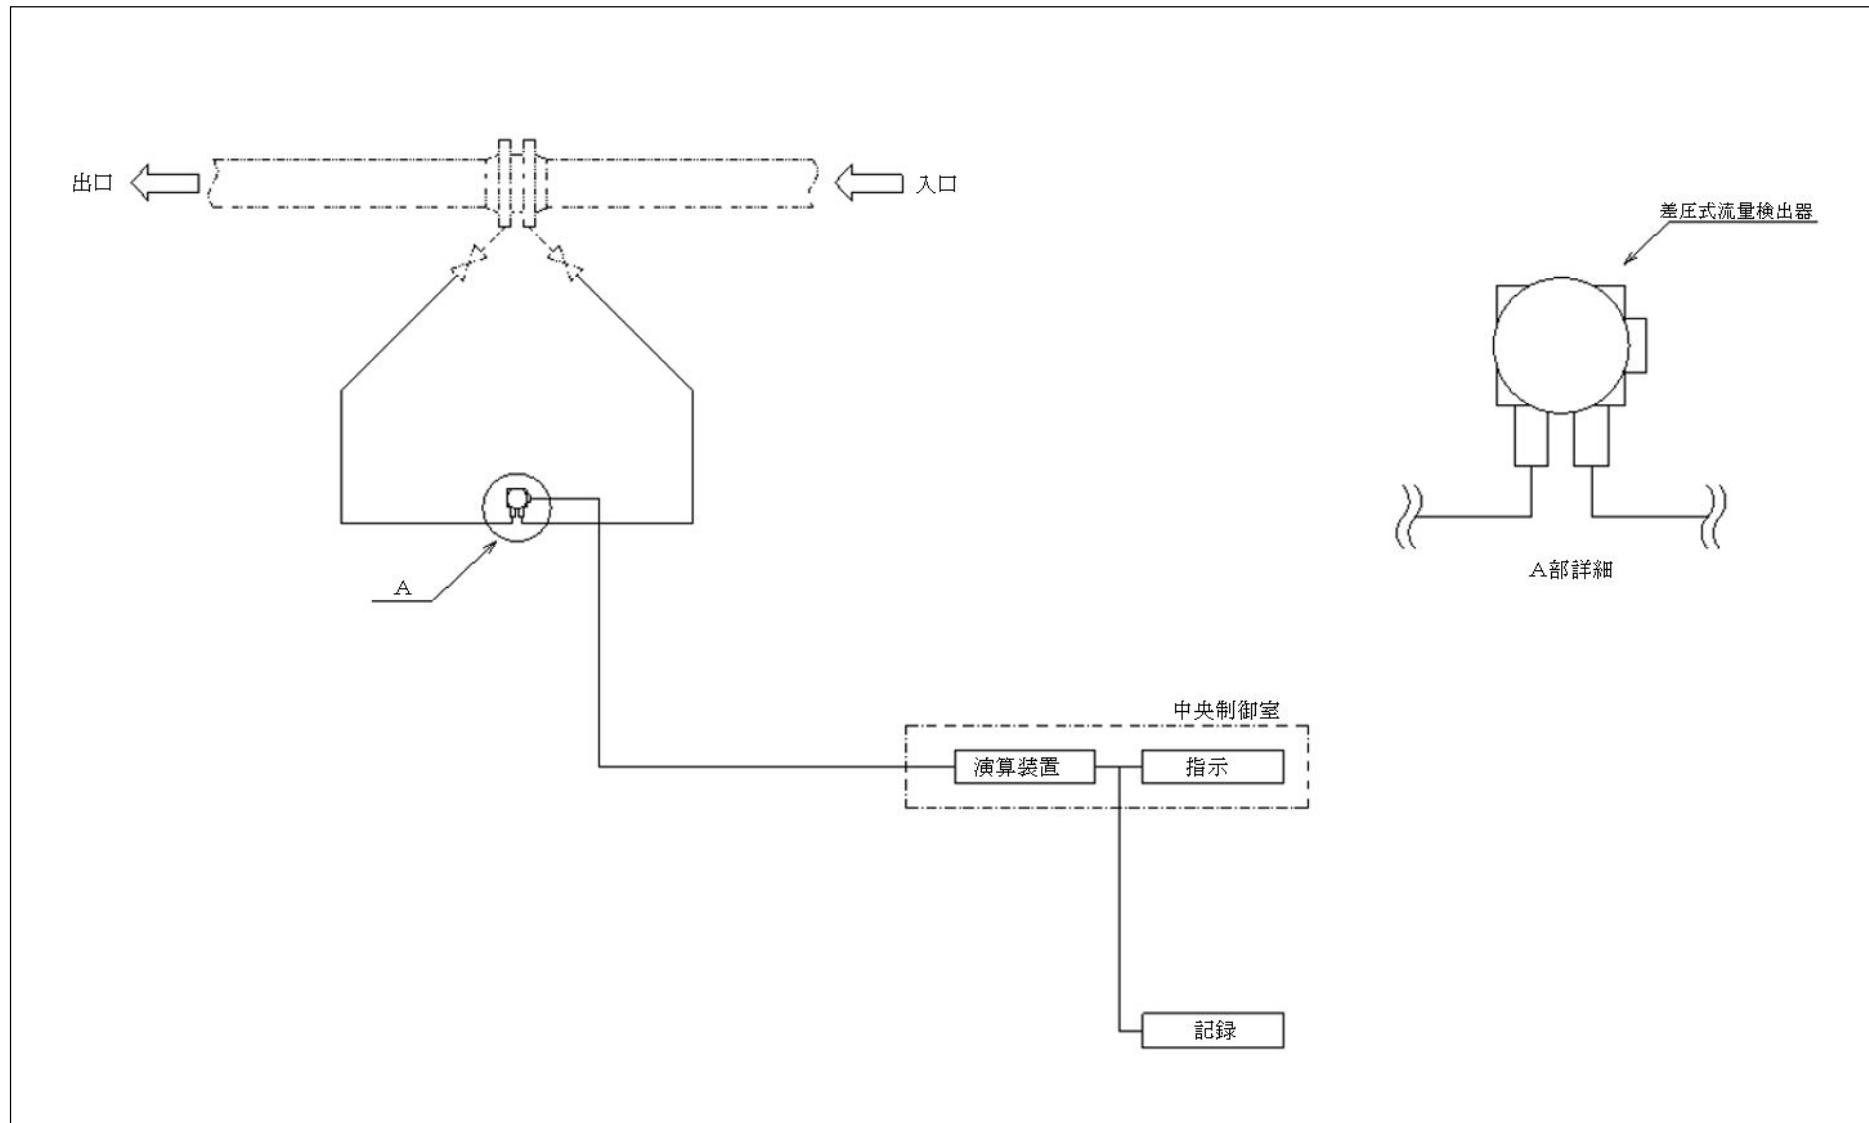 出口
入口
差圧式流量検出器
A
A部詳細
中央制御室
演算装置
指示
記録